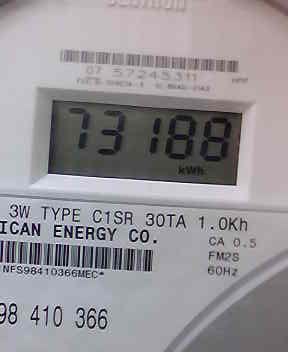 07 57245311
73188
kWh
3W TYPE C1SR 30TA 1.0Kh
ICAN ENERGY CO.
CA 0.5
FM2S
60Hz
*NFS98410366MEC*
98 410 366